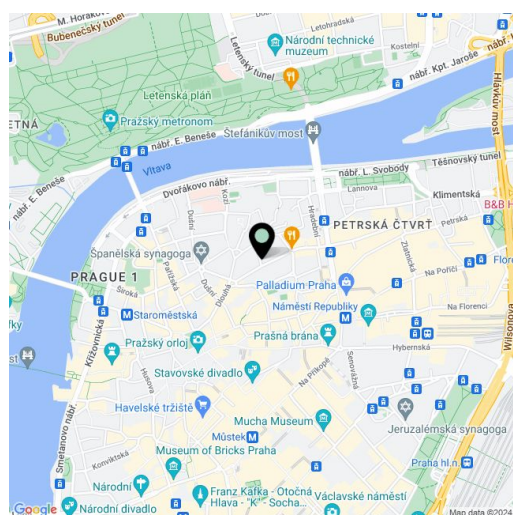 M. Horákové
Bubenečský tunel
Letohradská
Národní technické
muzeum
Kostelní
Letenský tunel
nábř. Kpt. Jaroše
Hlávkův most
Letenská pláň
ETNÁ
Pražský metronom
nábř. E. Beneše
Štefánikův most
Vltava
nábř. E. Beneše
nábř. L. Svobody
Těšnovský tunel
Dvořákovo nábř.
Kozí
Lannova
Klimentská
Dušní
Hradební
PETRSKÁ ČTVRŤ
Petrská
B&B H
Španělská synagoga
Pařížská
Zlatnická
Na Poříčí
Flore
PRAGUE 1
Široká
Dušní
Dlouhá
Palladium Praha
Náměstí Republiky
Na Florenci
Staroměstská
Křižovnická
Pražský orloj
Prašná brána
Hybernská
Wilsonova
Stavovské divadlo
Senovážná
Husova
Na Příkopě
Havelské tržiště
Mucha Museum
Jeruzalémská synagoga
Můstek
Smetanovo nábř.
Konviktská
Museum of Bricks Praha
Praha hl.n.
Národní
Franz Kafka - Otočná
Hlava - "K" - Socha...
Václavské náměstí
Národní divadlo
Google
Map data ©2024